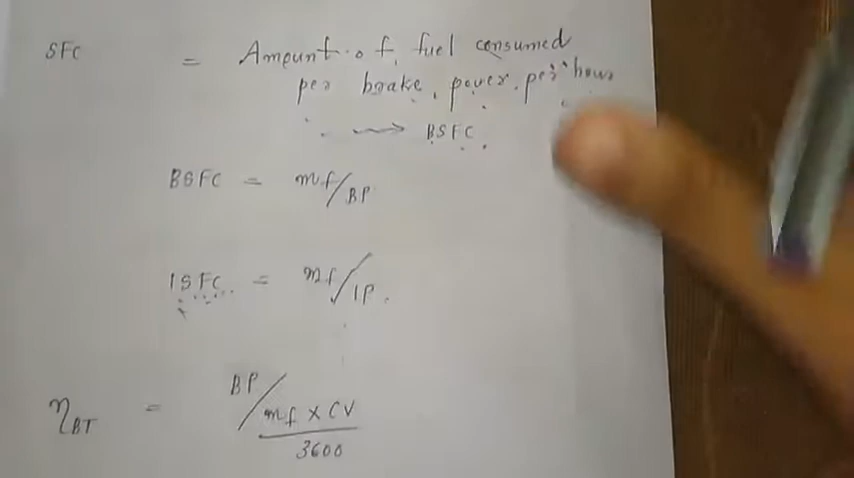 SFC = Amount of fuel consumed
per brake power per hour
→ BSFC
BSFC = mf/BP
ISFC = mf/IP
ηBT = BP/mf x CV
3600